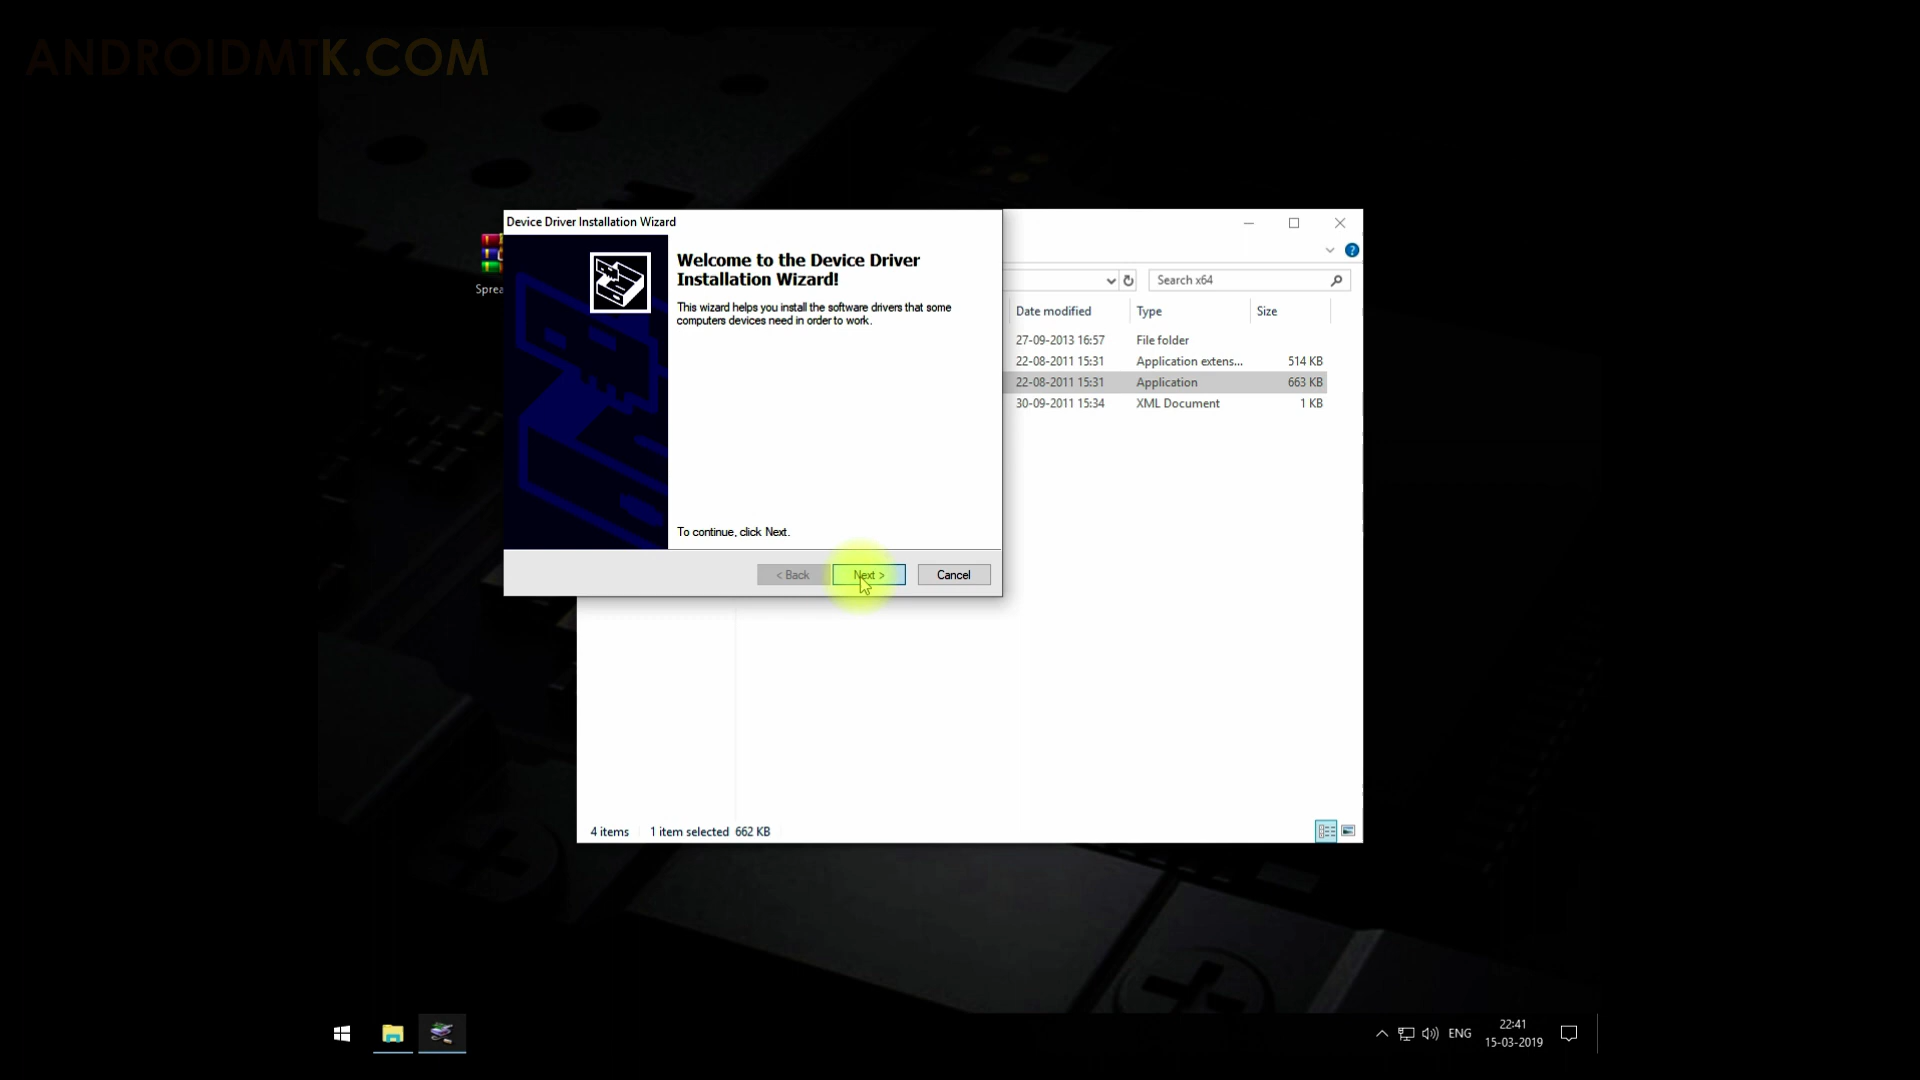 ANDROIDMTK.COM
Sprea
Device Driver Installation Wizard
Welcome to the Device Driver
Installation Wizard!
This wizard helps you install the software drivers that some
computers devices need in order to work.
To continue, click Next.
< Back
Next >
Cancel
Search x64
Date modified
Type
Size
27-09-2013 16:57
File folder
22-08-2011 15:31
Application extens...
514 KB
22-08-2011 15:31
Application
663 KB
30-09-2011 15:34
XML Document
1 KB
4 items
1 item selected 662 KB
ENG
22:41
15-03-2019